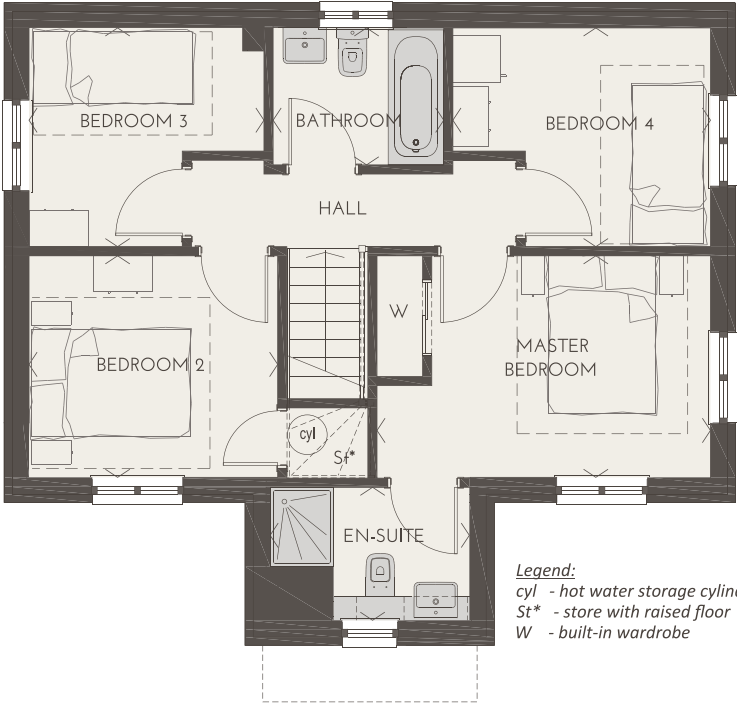 BEDROOM 3
BATHROOM
BEDROOM 4
HALL
W
BEDROOM 2
MASTER
BEDROOM
cyl
St*
EN-SUITE
Legend:
cyl - hot water storage
St* - store with raised floor
W - built-in wardrobe